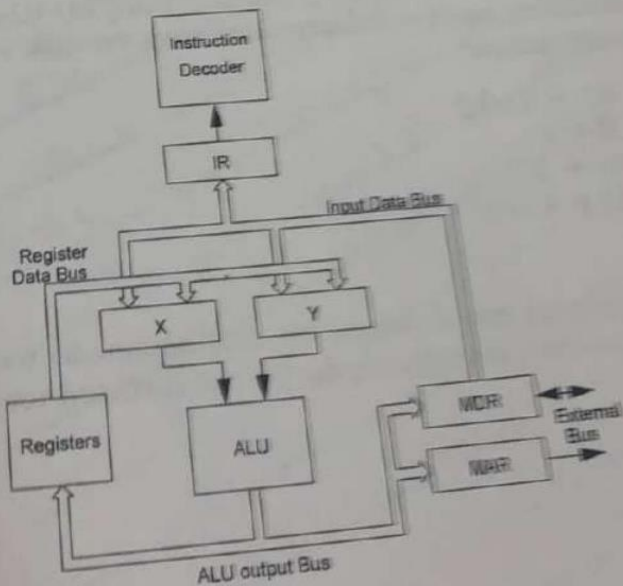 Instruction
Decoder
IR
Input Data Bus
Register
Data Bus
X
Y
Registers
ALU
MDR
External
Bus
MAR
ALU output Bus